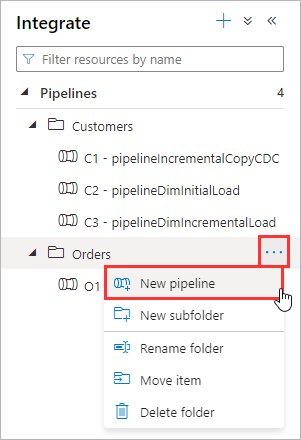 Integrate
Filter resources by name
Pipelines 4
Customers
C1 - pipelineIncrementalCopyCDC
C2 - pipelineDimInitialLoad
C3 - pipelineDimIncrementalLoad
Orders ...
O1
New pipeline
New subfolder
Rename folder
Move item
Delete folder